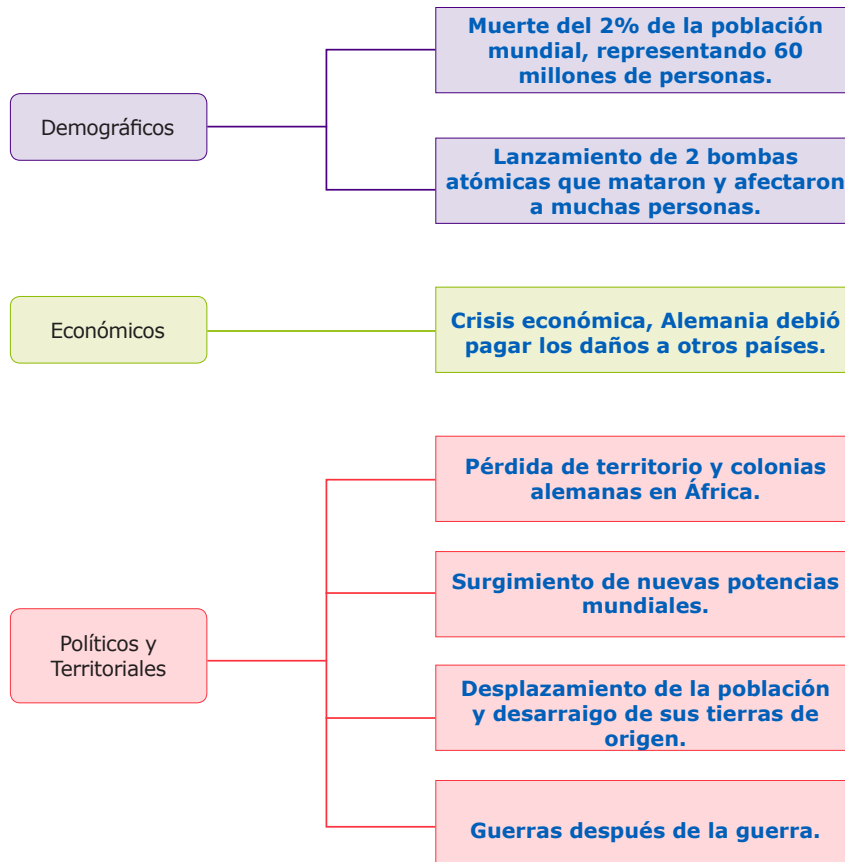 Demográficos
Muerte del 2% de la población
mundial, representando 60
millones de personas.
Lanzamiento de 2 bombas
atómicas que mataron y afectaron
a muchas personas.
Económicos
Crisis económica, Alemania debió
pagar los daños a otros países.
Políticos y
Territoriales
Pérdida de territorio y colonias
alemanas en África.
Surgimiento de nuevas potencias
mundiales.
Desplazamiento de la población
y desarraigo de sus tierras de
origen.
Guerras después de la guerra.